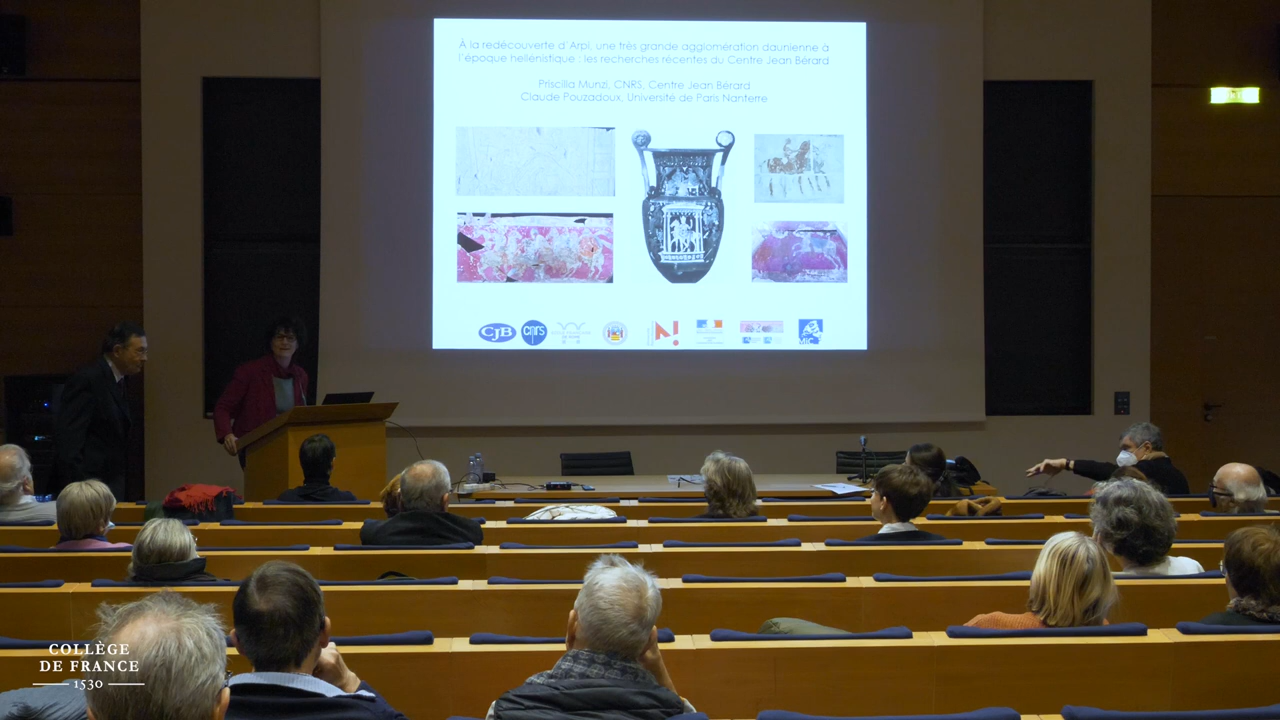 À la redécouverte d'Arpi, une très grande agglomération daunienne à
l'époque hellénistique : les recherches récentes du Centre Jean Bérard
Priscilla Munzi, CNRS, Centre Jean Bérard
Claude Pouzadoux, Université de Paris Nanterre
CJB
cnrs
COLLÈGE
DE FRANCE
1530